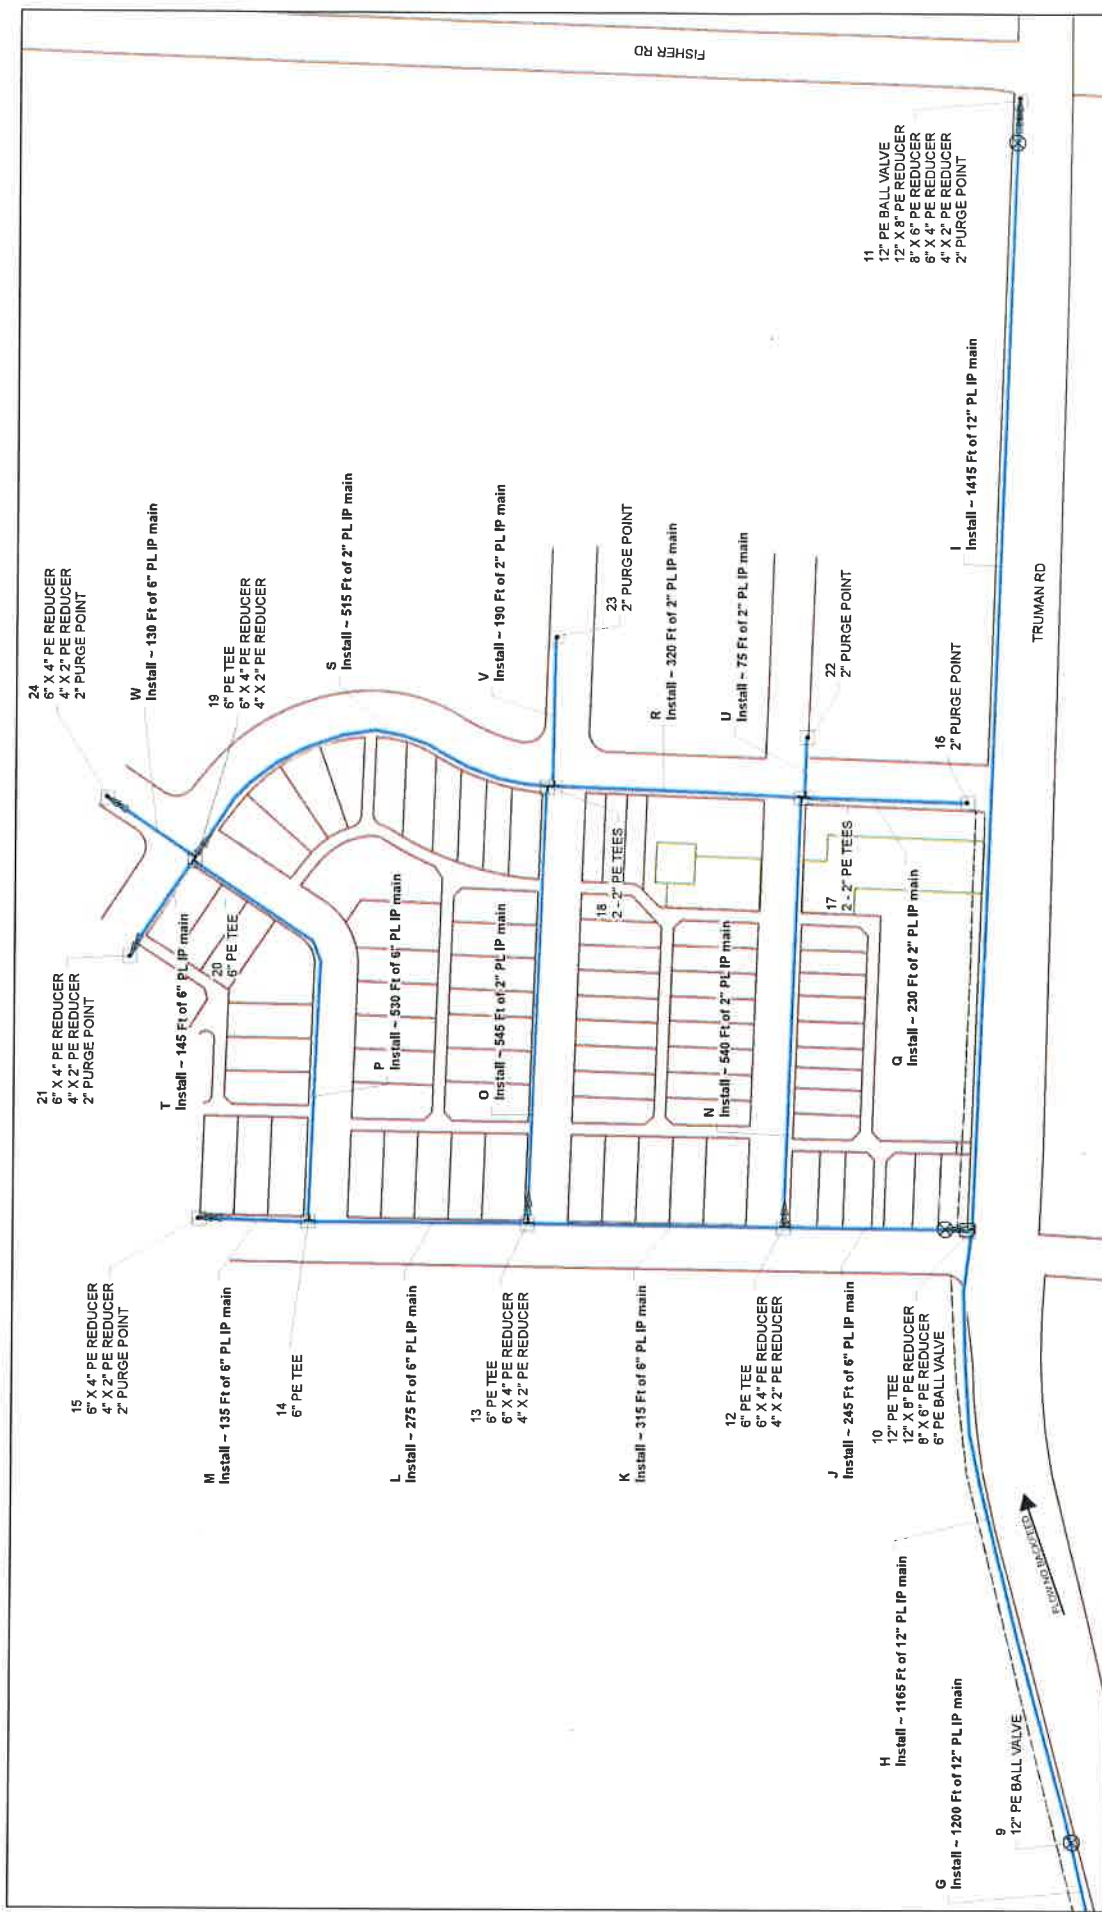 FISHER RD
11
12" PE BALL VALVE
12" X 8" PE REDUCER
8" X 6" PE REDUCER
6" X 4" PE REDUCER
4" X 2" PE REDUCER
2" PURGE POINT
I
Install ~ 1415 Ft of 12" PL IP main
TRUMAN RD
24
6" X 4" PE REDUCER
4" X 2" PE REDUCER
2" PURGE POINT
W
Install ~ 130 Ft of 6" PL IP main
19
6" PE TEE
6" X 4" PE REDUCER
4" X 2" PE REDUCER
S
Install ~ 515 Ft of 2" PL IP main
V
Install ~ 190 Ft of 2" PL IP main
23
2" PURGE POINT
R
Install ~ 320 Ft of 2" PL IP main
U
Install ~ 75 Ft of 2" PL IP main
22
2" PURGE POINT
16
2" PURGE POINT
21
6" X 4" PE REDUCER
4" X 2" PE REDUCER
2" PURGE POINT
T
Install ~ 145 Ft of 6" PL IP main
20
6" PE TEE
P
Install ~ 530 Ft of 6" PL IP main
O
Install ~ 545 Ft of 2" PL IP main
18
2 - 2" PE TEES
N
Install ~ 540 Ft of 2" PL IP main
17
2 - 2" PE TEES
Q
Install ~ 230 Ft of 2" PL IP main
15
6" X 4" PE REDUCER
4" X 2" PE REDUCER
2" PURGE POINT
M
Install ~ 135 Ft of 6" PL IP main
14
6" PE TEE
L
Install ~ 275 Ft of 6" PL IP main
13
6" PE TEE
6" X 4" PE REDUCER
4" X 2" PE REDUCER
K
Install ~ 315 Ft of 6" PL IP main
12
6" PE TEE
6" X 4" PE REDUCER
4" X 2" PE REDUCER
J
Install ~ 245 Ft of 6" PL IP main
10
12" PE TEE
12" X 8" PE REDUCER
8" X 6" PE REDUCER
6" PE BALL VALVE
H
Install ~ 1165 Ft of 12" PL IP main
FLOW NO BACKFEED
G
Install ~ 1200 Ft of 12" PL IP main
9
12" PE BALL VALVE